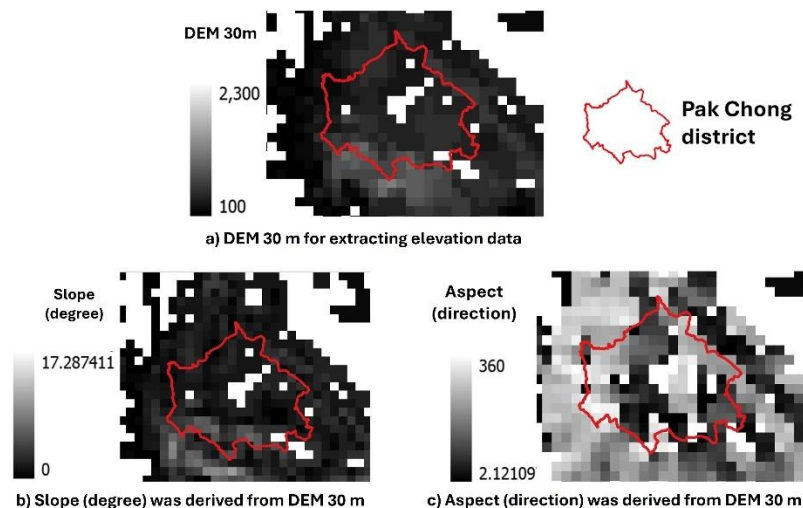 DEM 30m
2,300
100
Pak Chong
district
a) DEM 30 m for extracting elevation data
Slope
(degree)
17.287411
0
b) Slope (degree) was derived from DEM 30 m
Aspect
(direction)
360
2.12109
c) Aspect (direction) was derived from DEM 30 m